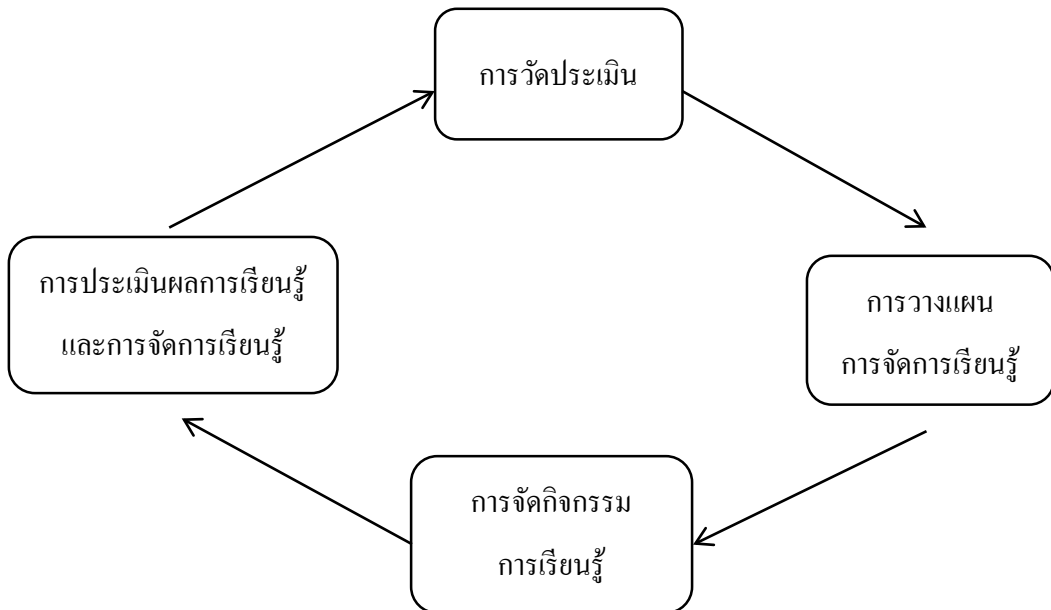 การวัดประเมิน
การประเมินผลการเรียนรู้
และการจัดการเรียนรู้
การวางแผน
การจัดการเรียนรู้
การจัดกิจกรรม
การเรียนรู้